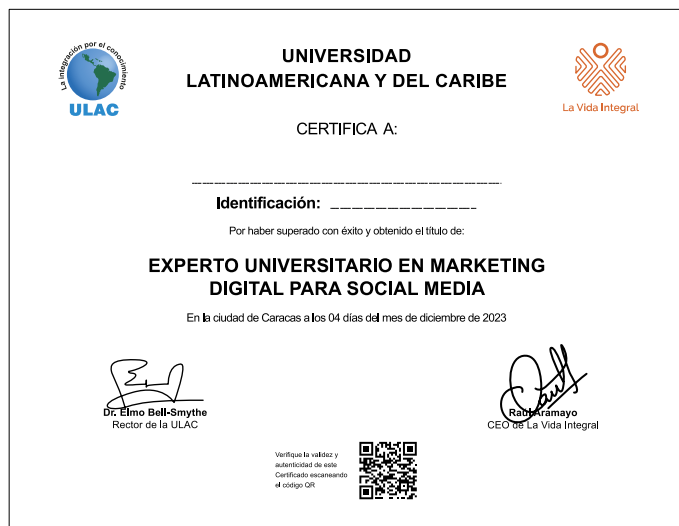 La integración por el conocimiento
ULAC
UNIVERSIDAD
LATINOAMERICANA Y DEL CARIBE
La Vida Integral
CERTIFICA A:
Identificación:
Por haber superado con éxito y obtenido el título de:
EXPERTO UNIVERSITARIO EN MARKETING
DIGITAL PARA SOCIAL MEDIA
En la ciudad de Caracas a los 04 días del mes de diciembre de 2023
Dr. Elmo Bell-Smythe
Rector de la ULAC
Raul Aramayo
CEO de La Vida Integral
Verifique la validez y
autenticidad de este
Certificado escaneando
el código QR